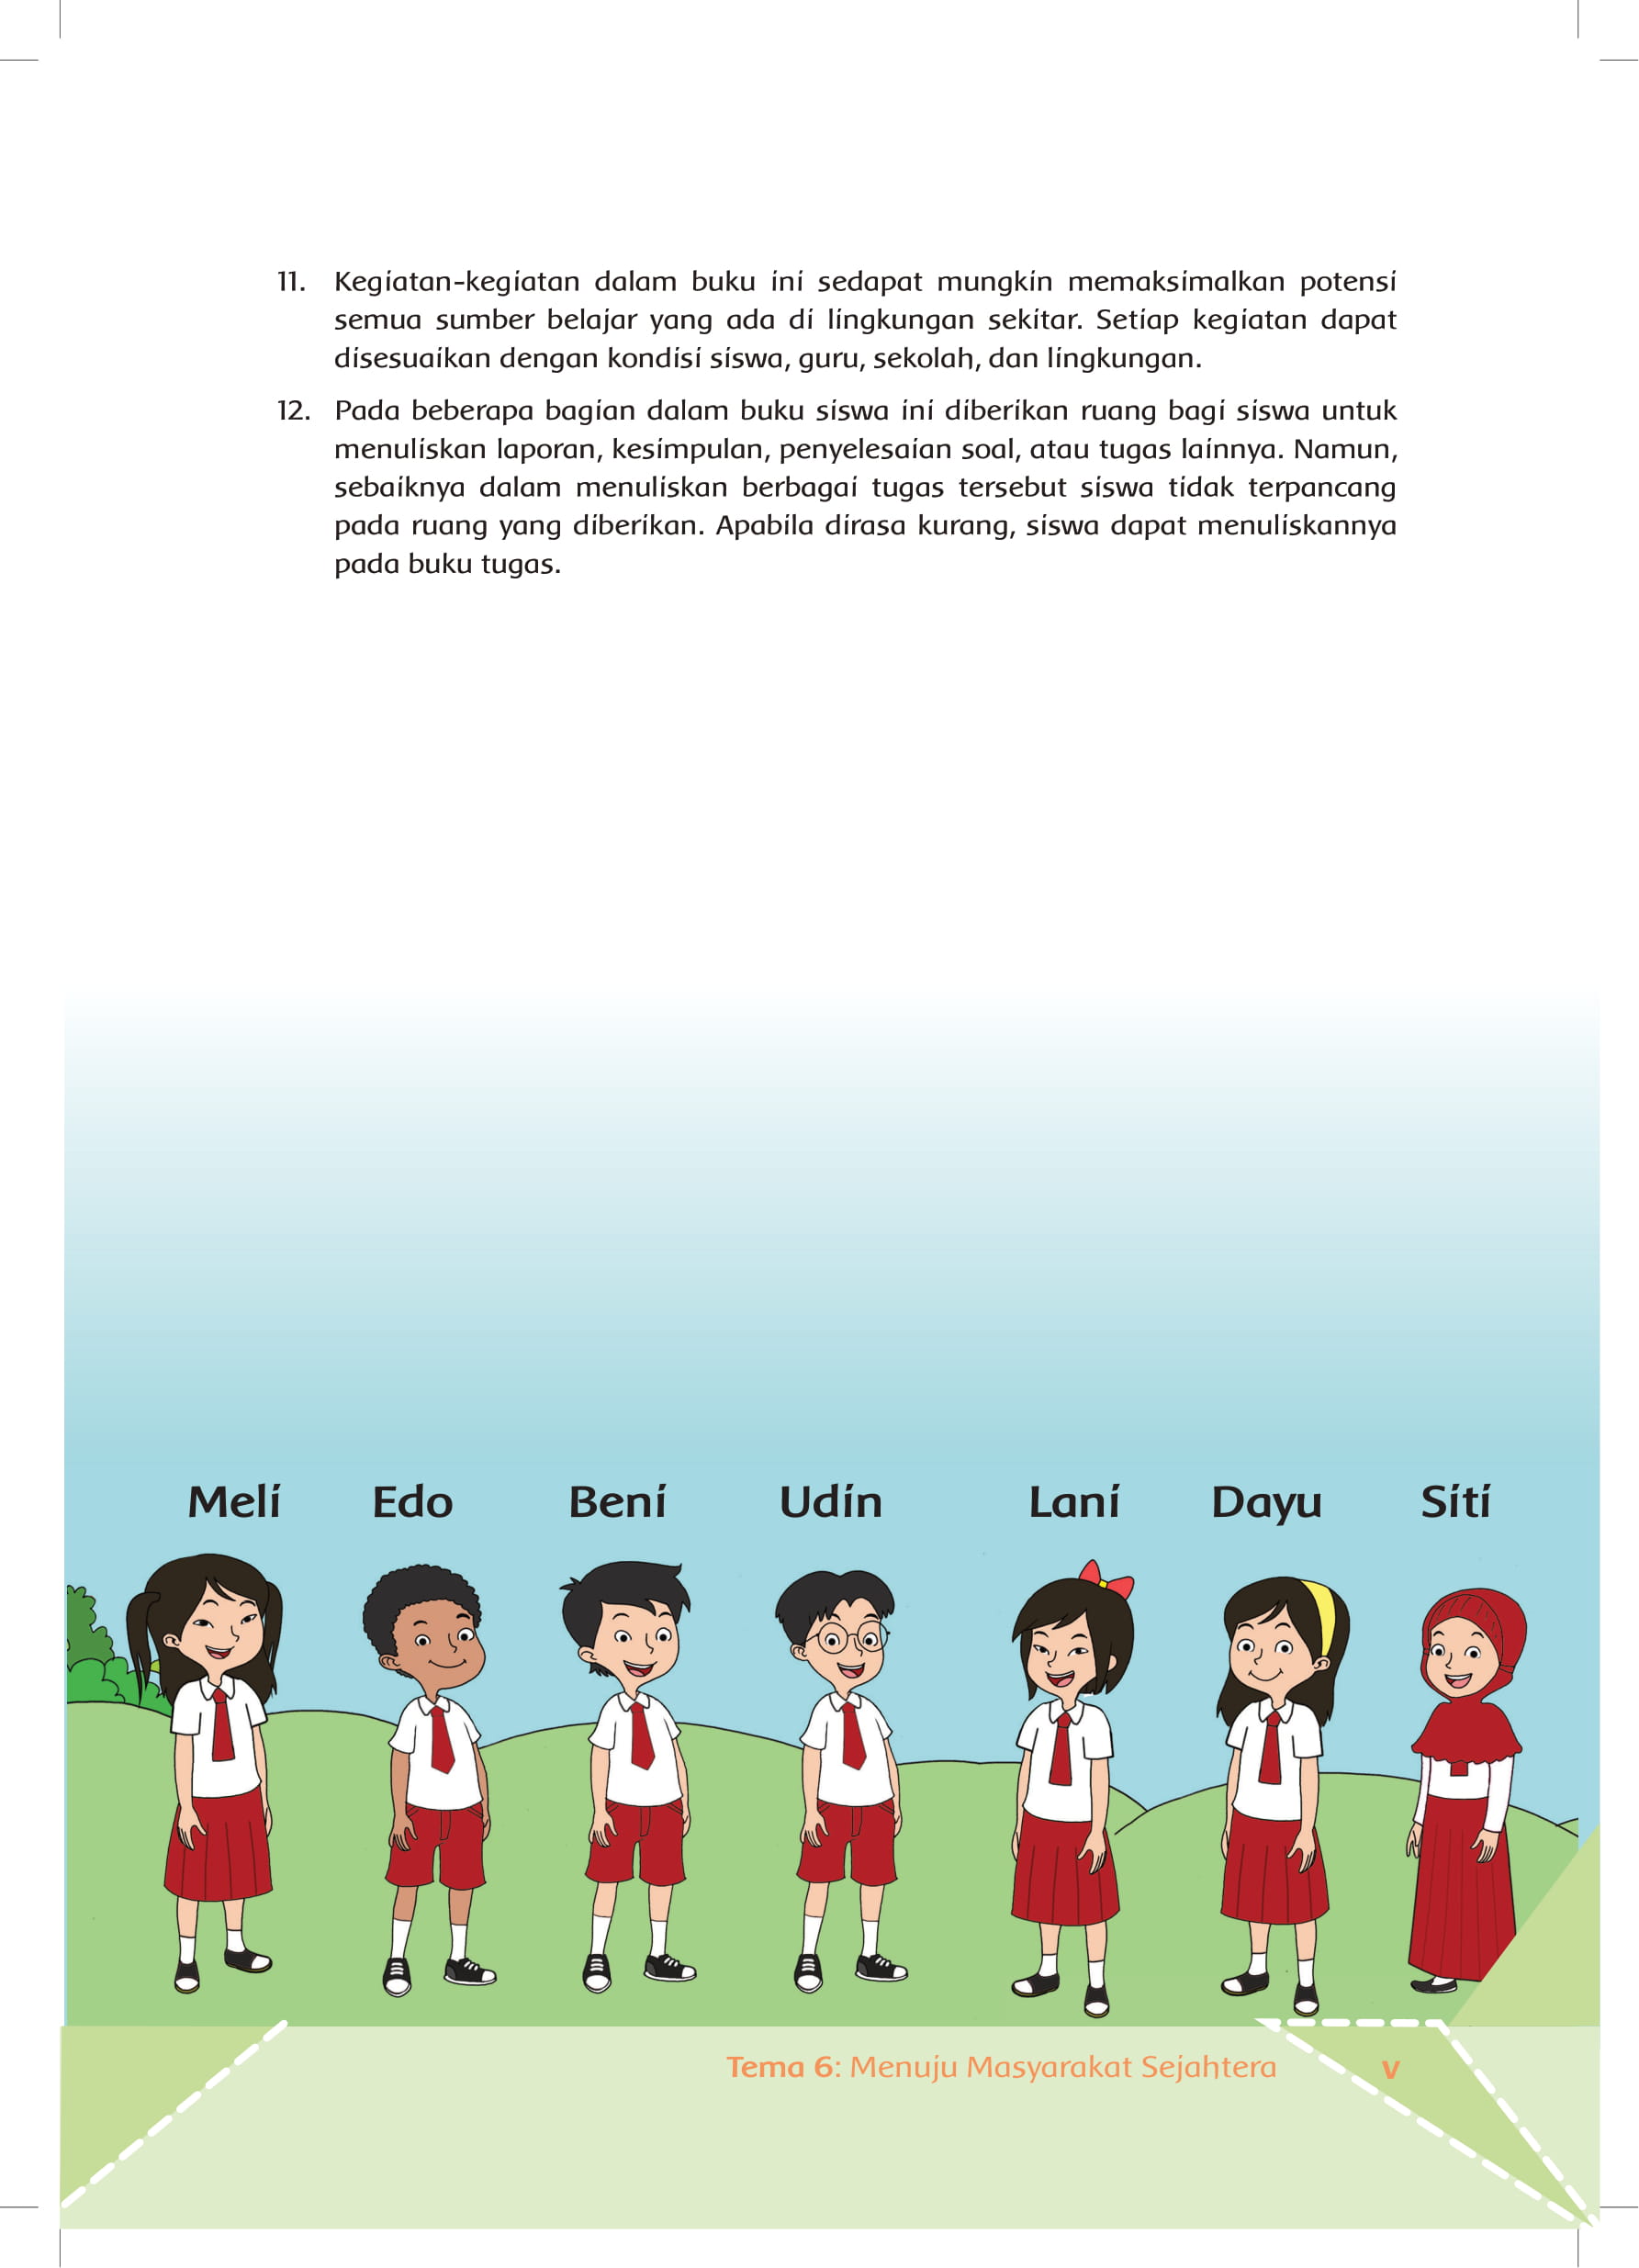 11. Kegiatan-kegiatan dalam buku ini sedapat mungkin memaksimalkan potensi
semua sumber belajar yang ada di lingkungan sekitar. Setiap kegiatan dapat
disesuaikan dengan kondisi siswa, guru, sekolah, dan lingkungan.
12. Pada beberapa bagian dalam buku siswa ini diberikan ruang bagi siswa untuk
menuliskan laporan, kesimpulan, penyelesaian soal, atau tugas lainnya. Namun,
sebaiknya dalam menuliskan berbagai tugas tersebut siswa tidak terpancang
pada ruang yang diberikan. Apabila dirasa kurang, siswa dapat menuliskannya
pada buku tugas.
Meli Edo Beni Udin Lani Dayu Siti
Tema 6: Menuju Masyarakat Sejahtera v